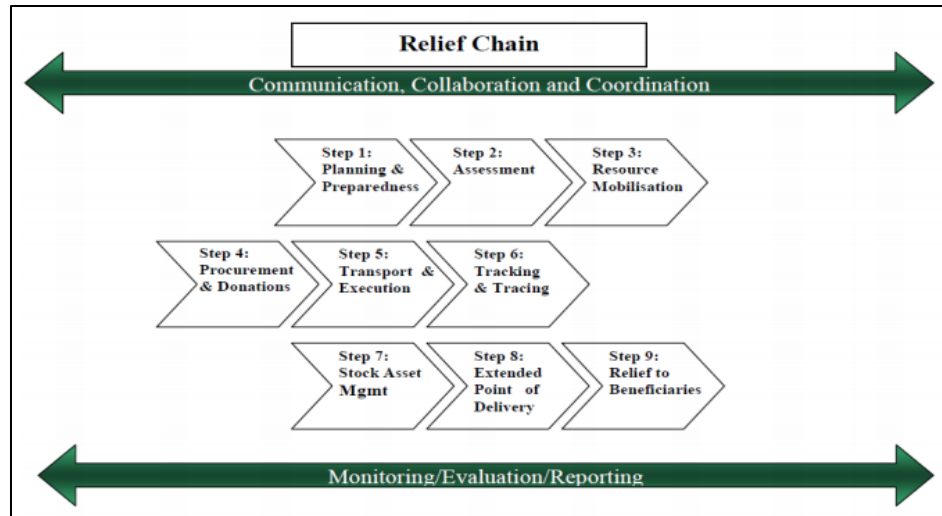 Relief Chain
Communication, Collaboration and Coordination
Step 1:
Planning &
Preparedness
Step 2:
Assessment
Step 3:
Resource
Mobilisation
Step 4:
Procurement
& Donations
Step 5:
Transport &
Execution
Step 6:
Tracking
& Tracing
Step 7:
Stock Asset
Mgmt
Step 8:
Extended
Point of
Delivery
Step 9:
Relief to
Beneficiaries
Monitoring/Evaluation/Reporting